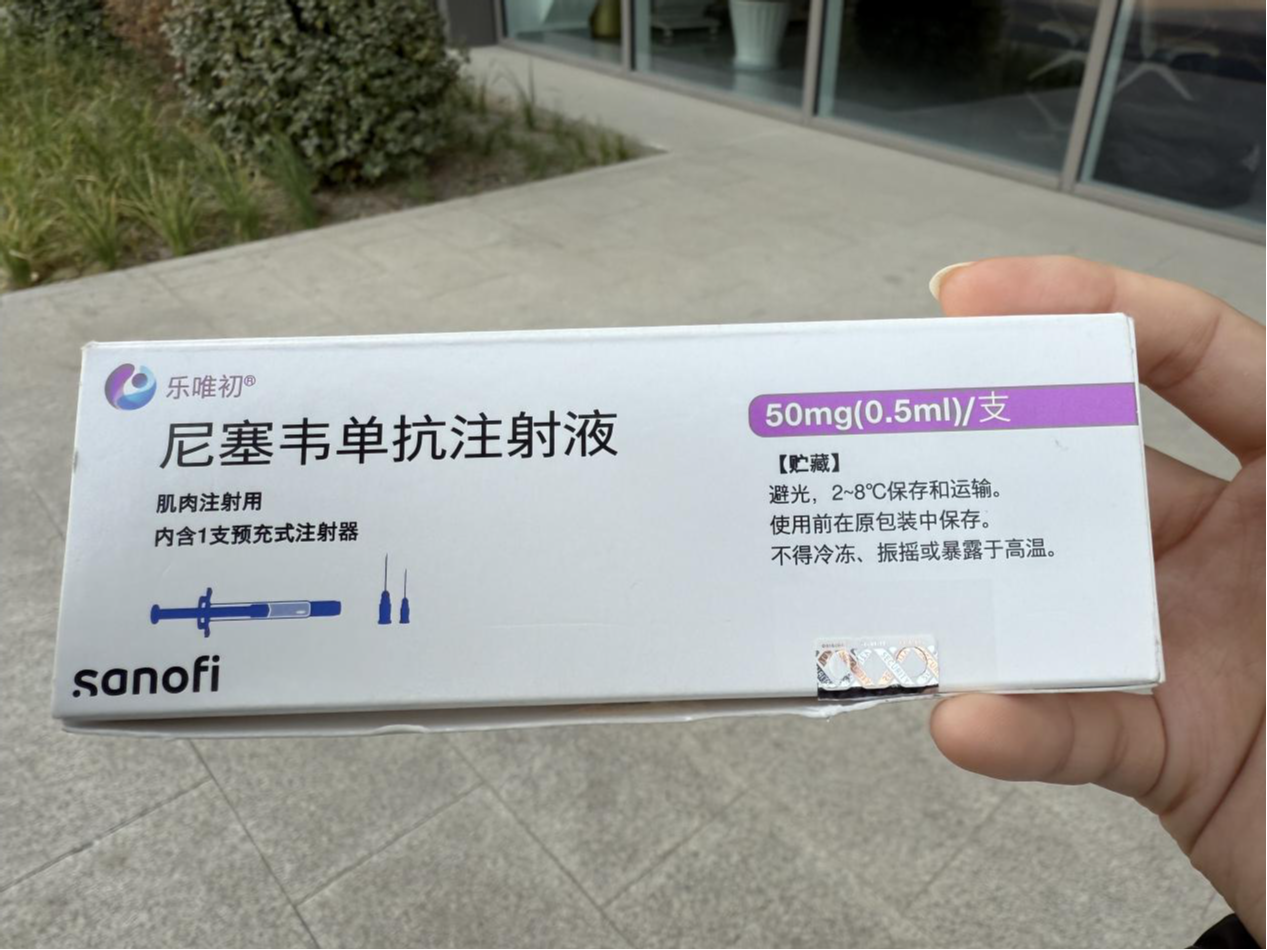 乐唯初®
尼塞韦单抗注射液
肌肉注射用
内含1支预充式注射器
sanofi
50mg(0.5ml)/支
【贮藏】
避光，2~8℃保存和运输。
使用前在原包装中保存。
不得冷冻、振摇或暴露于高温。